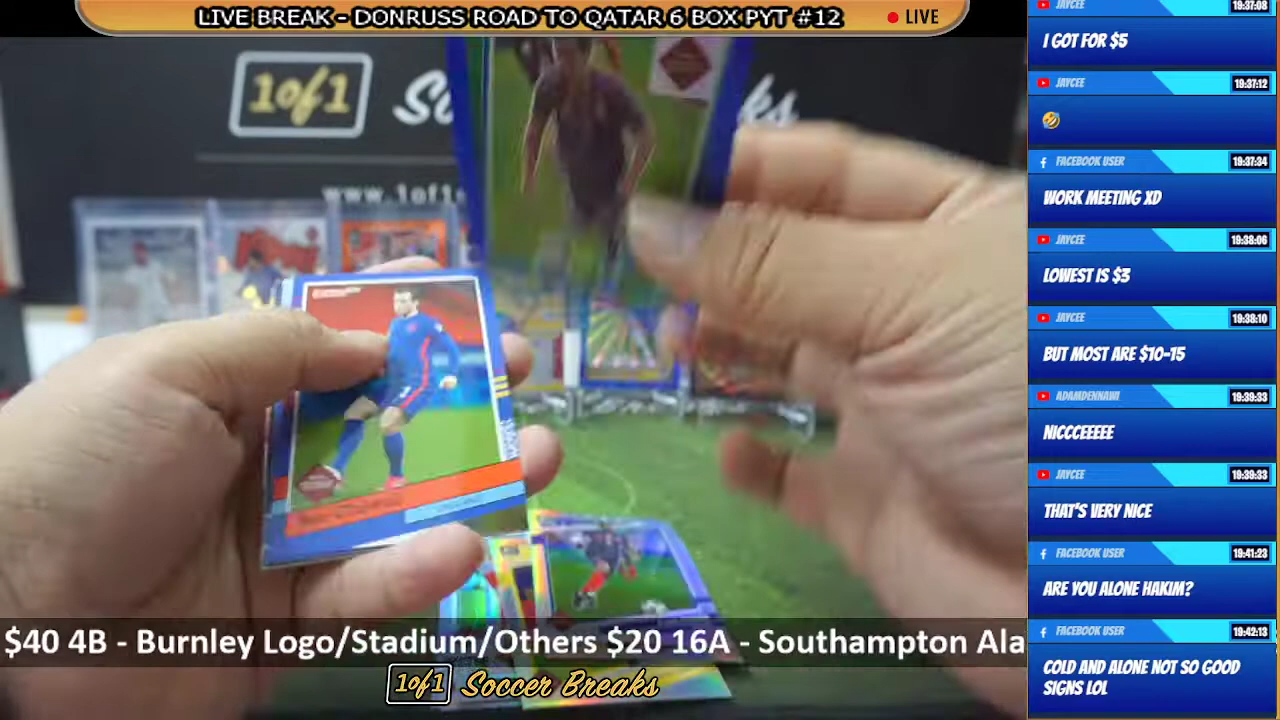 LIVE BREAK - DONRUSS ROAD TO QATAR 6 BOX PYT #12
LIVE
1of1 So
ks
www.1of1s
$40 4B - Burnley Logo/Stadium/Others $20 16A - Southampton Ala
1of1 Soccer Breaks
JAYCEE 19:37:08
I GOT FOR $5
JAYCEE 19:37:12
🤣
FACEBOOK USER 19:37:34
WORK MEETING XD
JAYCEE 19:38:06
LOWEST IS $3
JAYCEE 19:38:10
BUT MOST ARE $10-15
ADAMDENNAWI 19:39:33
NICCCEEEEE
JAYCEE 19:39:33
THAT'S VERY NICE
FACEBOOK USER 19:41:23
ARE YOU ALONE HAKIM?
FACEBOOK USER 19:42:13
COLD AND ALONE NOT SO GOOD
SIGNS LOL